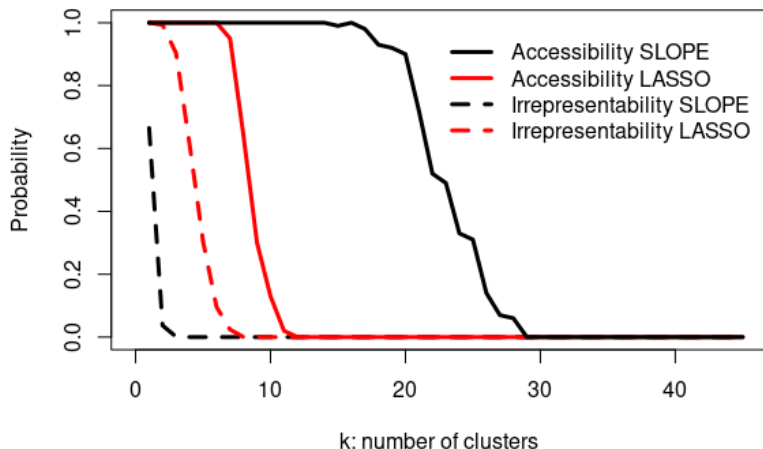 Probability
1.0
0.8
0.6
0.4
0.2
0.0
Accessibility SLOPE
Accessibility LASSO
Irrepresentability SLOPE
Irrepresentability LASSO
0 10 20 30 40
k: number of clusters